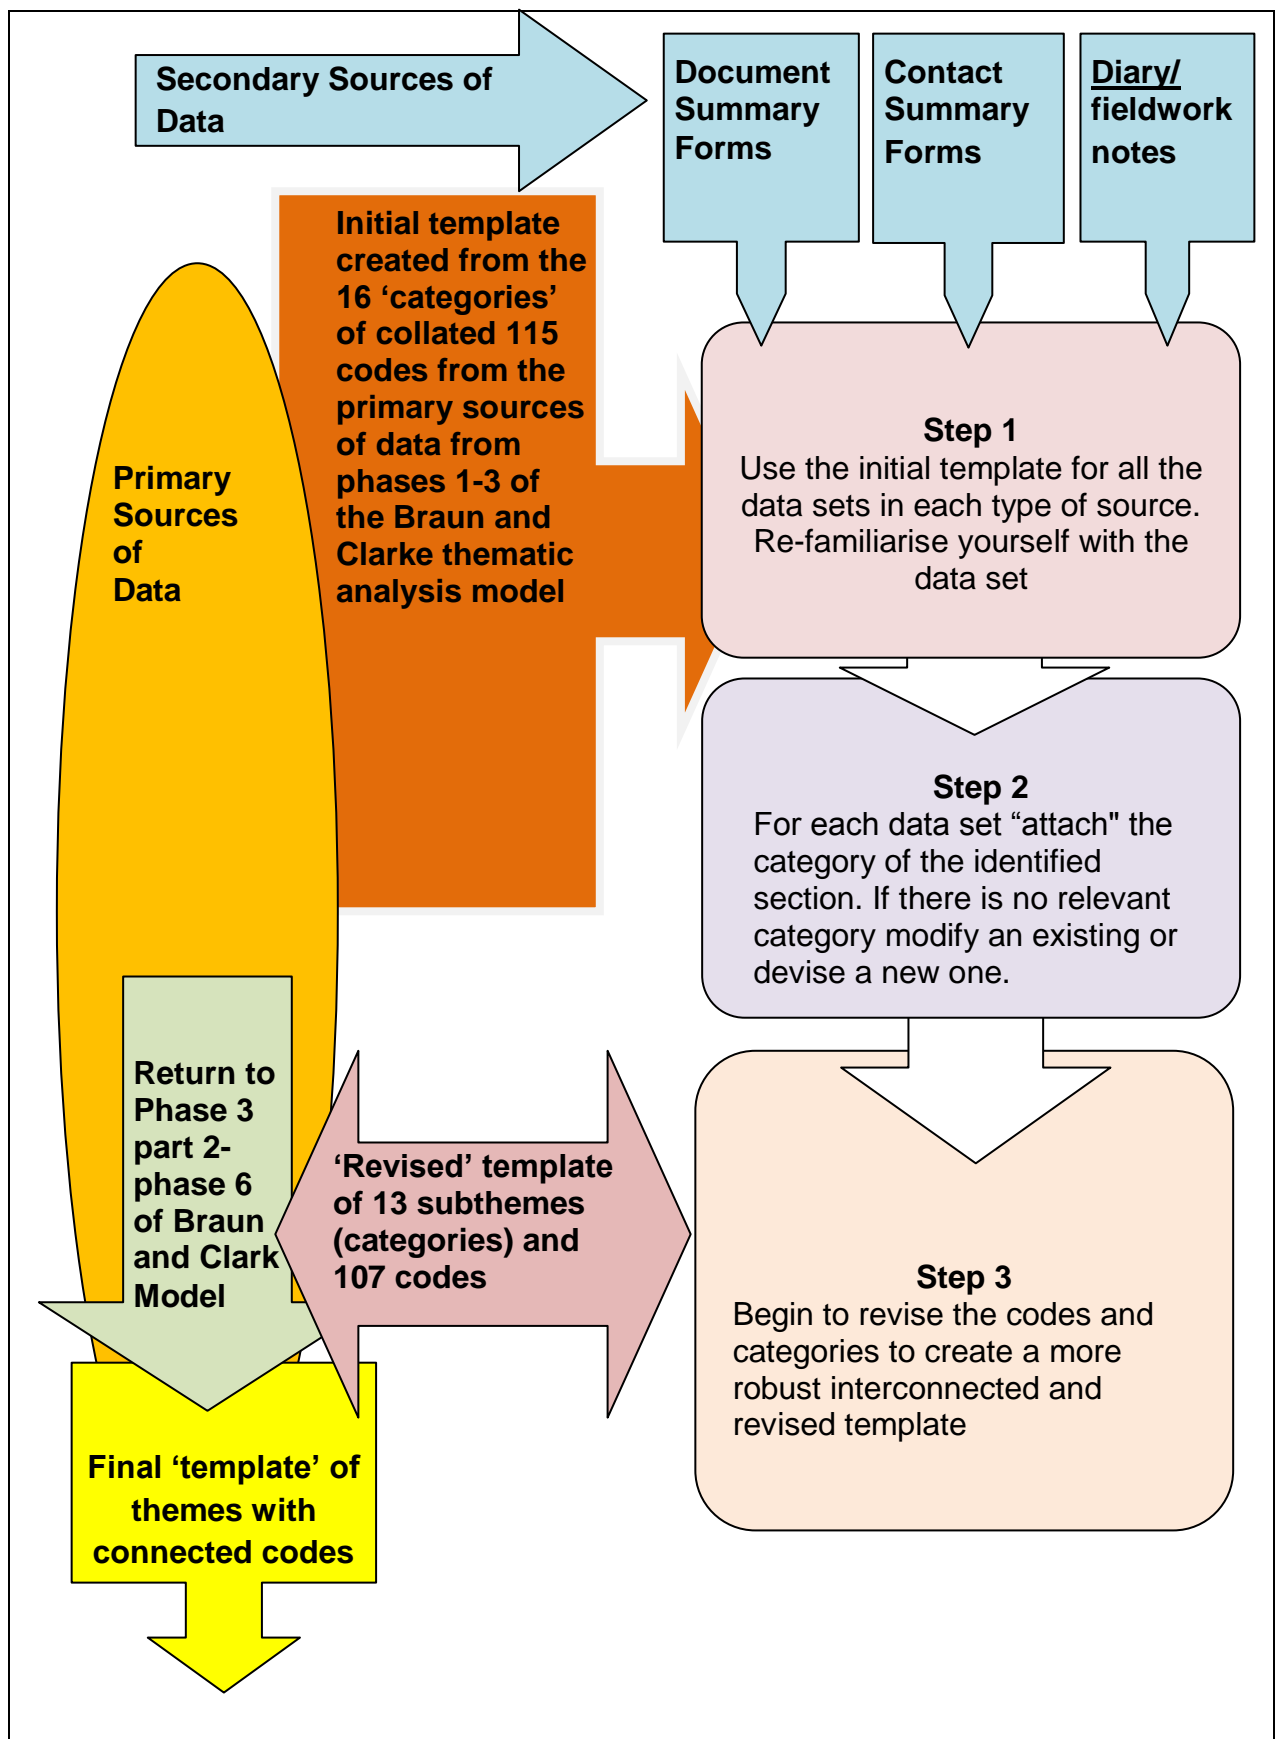 Secondary Sources of
Data
Document
Summary
Forms
Contact
Summary
Forms
Diary/
fieldwork
notes
Initial template
created from the
16 ‘categories’
of collated 115
codes from the
primary sources
of data from
phases 1-3 of
the Braun and
Clarke thematic
analysis model
Primary
Sources
of
Data
Step 1
Use the initial template for all the
data sets in each type of source.
Re-familiarise yourself with the
data set
Step 2
For each data set “attach" the
category of the identified
section. If there is no relevant
category modify an existing or
devise a new one.
Return to
Phase 3
part 2-
phase 6
of Braun
and Clark
Model
‘Revised’ template
of 13 subthemes
(categories) and
107 codes
Step 3
Begin to revise the codes and
categories to create a more
robust interconnected and
revised template
Final ‘template’ of
themes with
connected codes